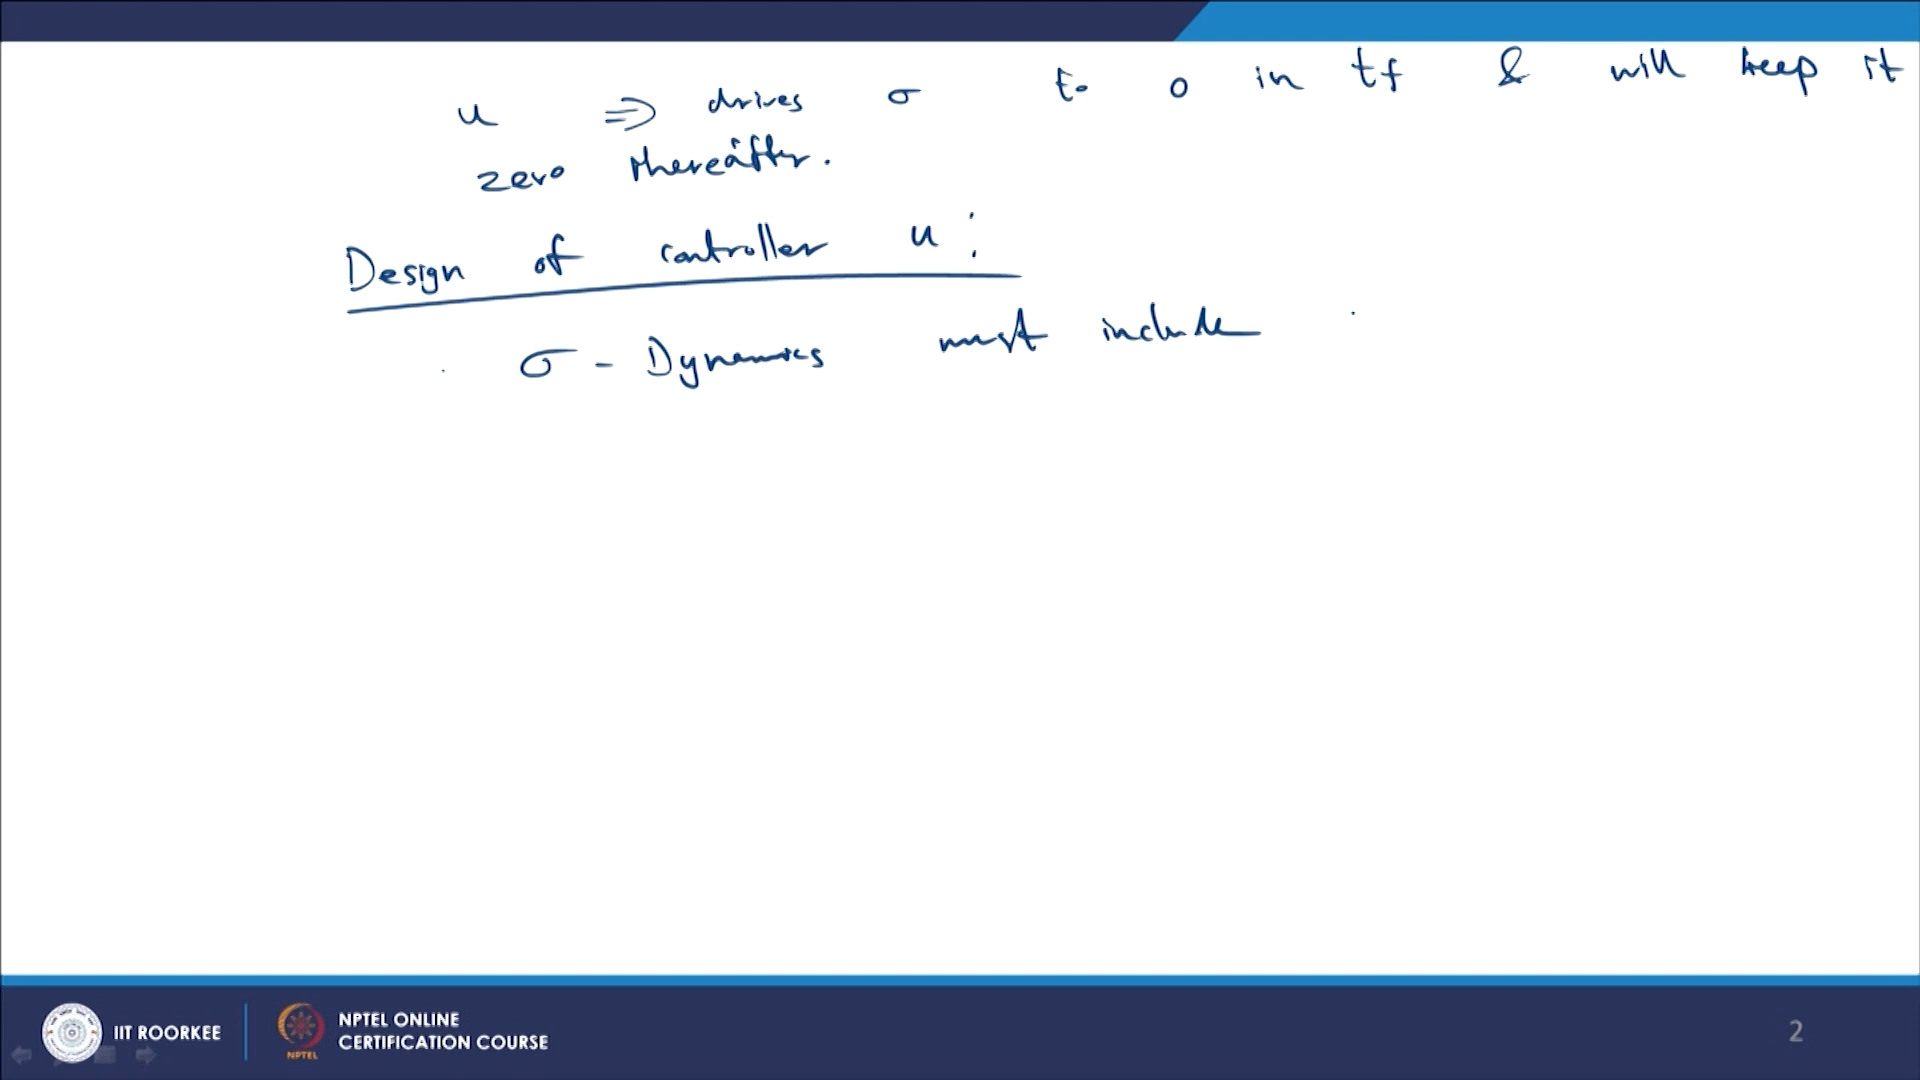 u ⇒ drives σ to 0 in tf & will keep it
zero thereafter.
Design of controller u :
σ - Dynamics must include
IIT ROORKEE
NPTEL
NPTEL ONLINE
CERTIFICATION COURSE
2